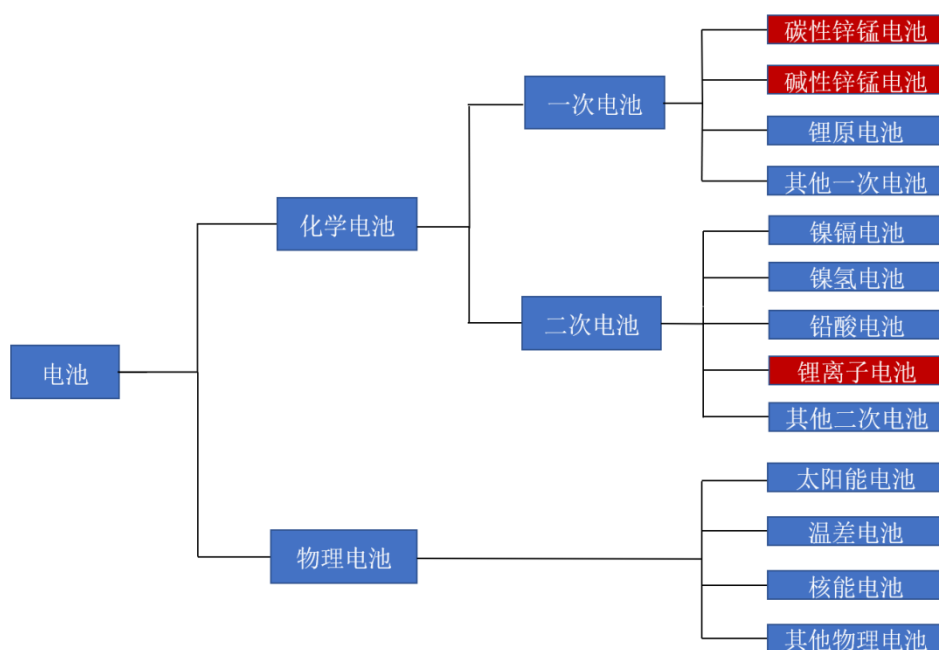 碳性锌锰电池
碱性锌锰电池
一次电池
锂原电池
其他一次电池
化学电池
镍镉电池
镍氢电池
二次电池
铅酸电池
锂离子电池
其他二次电池
电池
太阳能电池
温差电池
物理电池
核能电池
其他物理电池